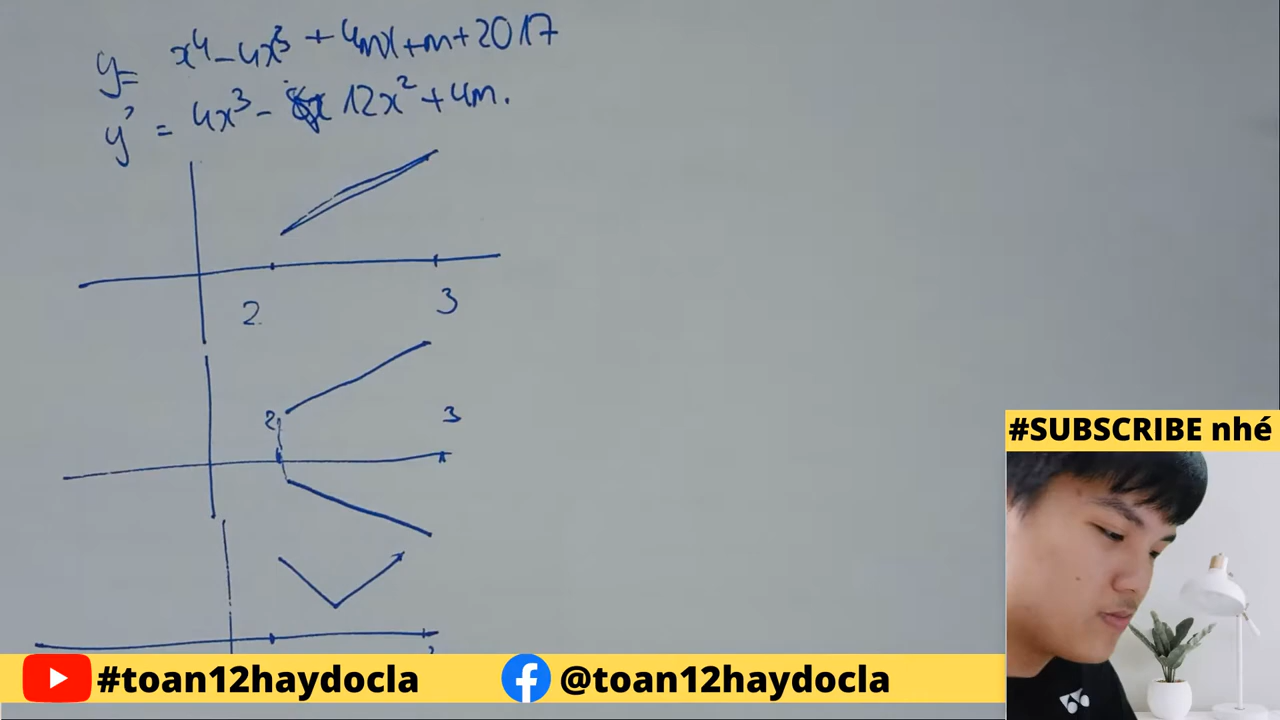 y = x⁴ - 4x³ + 4mx + m + 2017
y' = 4x³ - 12x² + 4m.
2 3
2 3
#SUBSCRIBE nhé
#toan12haydocla @toan12haydocla